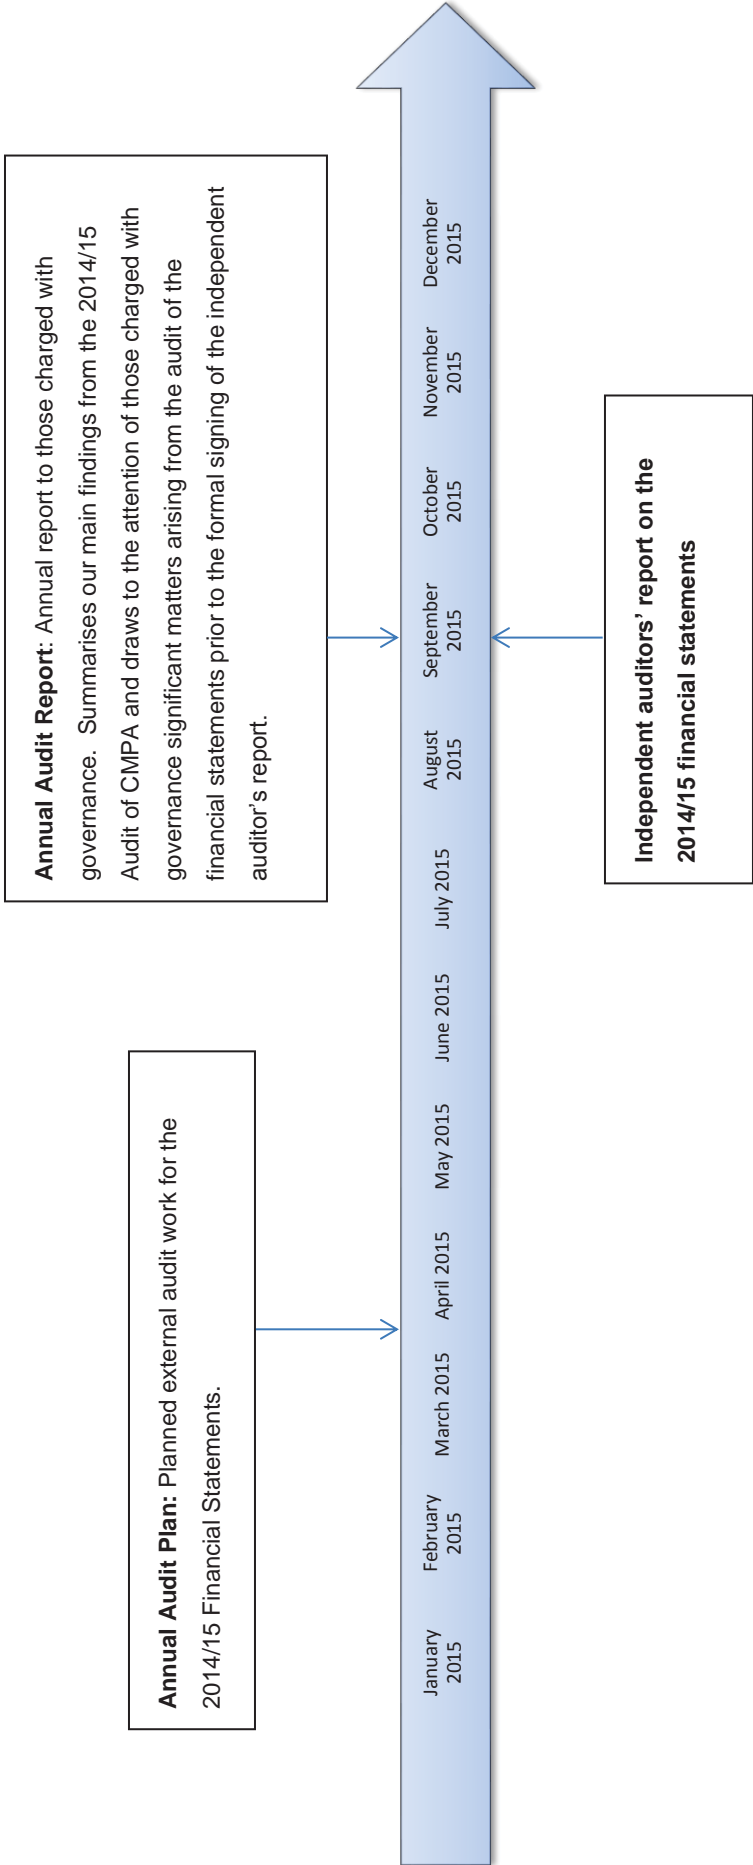 Annual Audit Plan: Planned external audit work for the
2014/15 Financial Statements.
Annual Audit Report: Annual report to those charged with
governance. Summarises our main findings from the 2014/15
Audit of CMPA and draws to the attention of those charged with
governance significant matters arising from the audit of the
financial statements prior to the formal signing of the independent
auditor's report.
January
2015
February
2015
March 2015
April 2015
May 2015
June 2015
July 2015
August
2015
September
2015
October
2015
November
2015
December
2015
Independent auditors' report on the
2014/15 financial statements